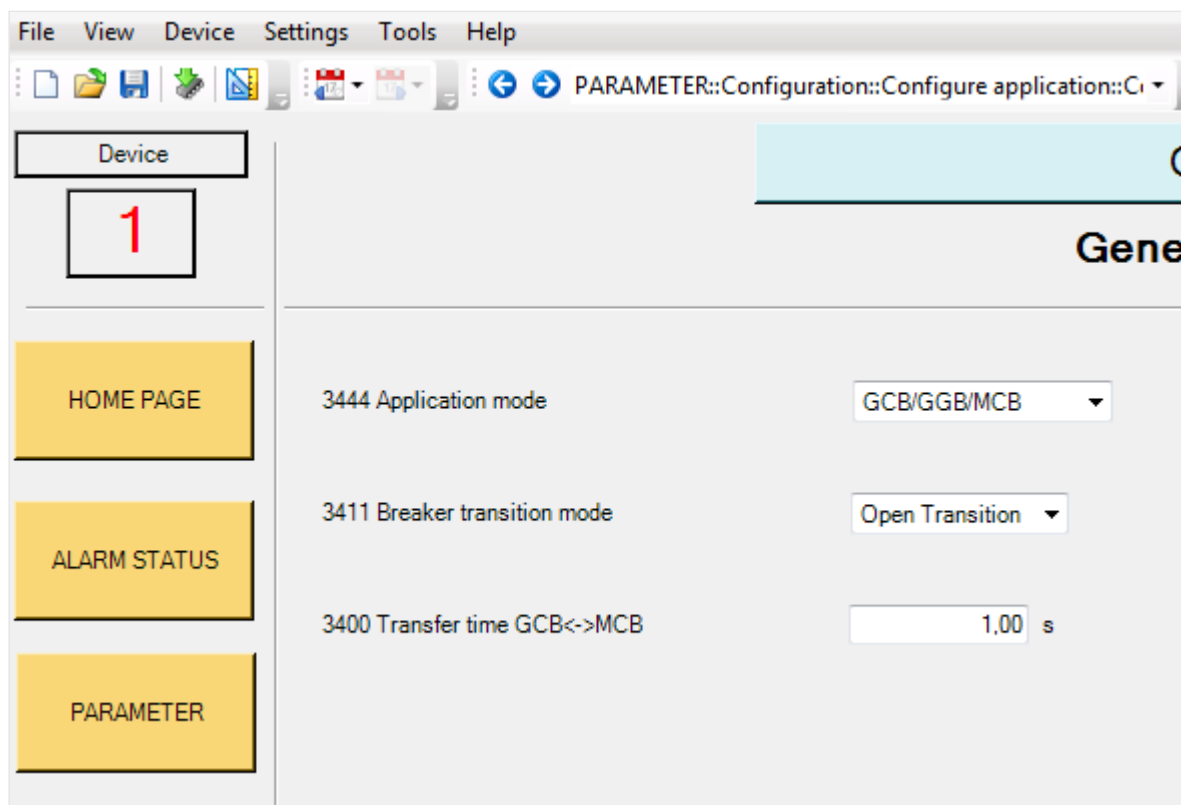 File View Device Settings Tools Help
PARAMETER::Configuration::Configure application::C
Device
1
Gene
HOME PAGE
3444 Application mode GCB/GGB/MCB
3411 Breaker transition mode Open Transition
ALARM STATUS
3400 Transfer time GCB<->MCB 1,00 s
PARAMETER